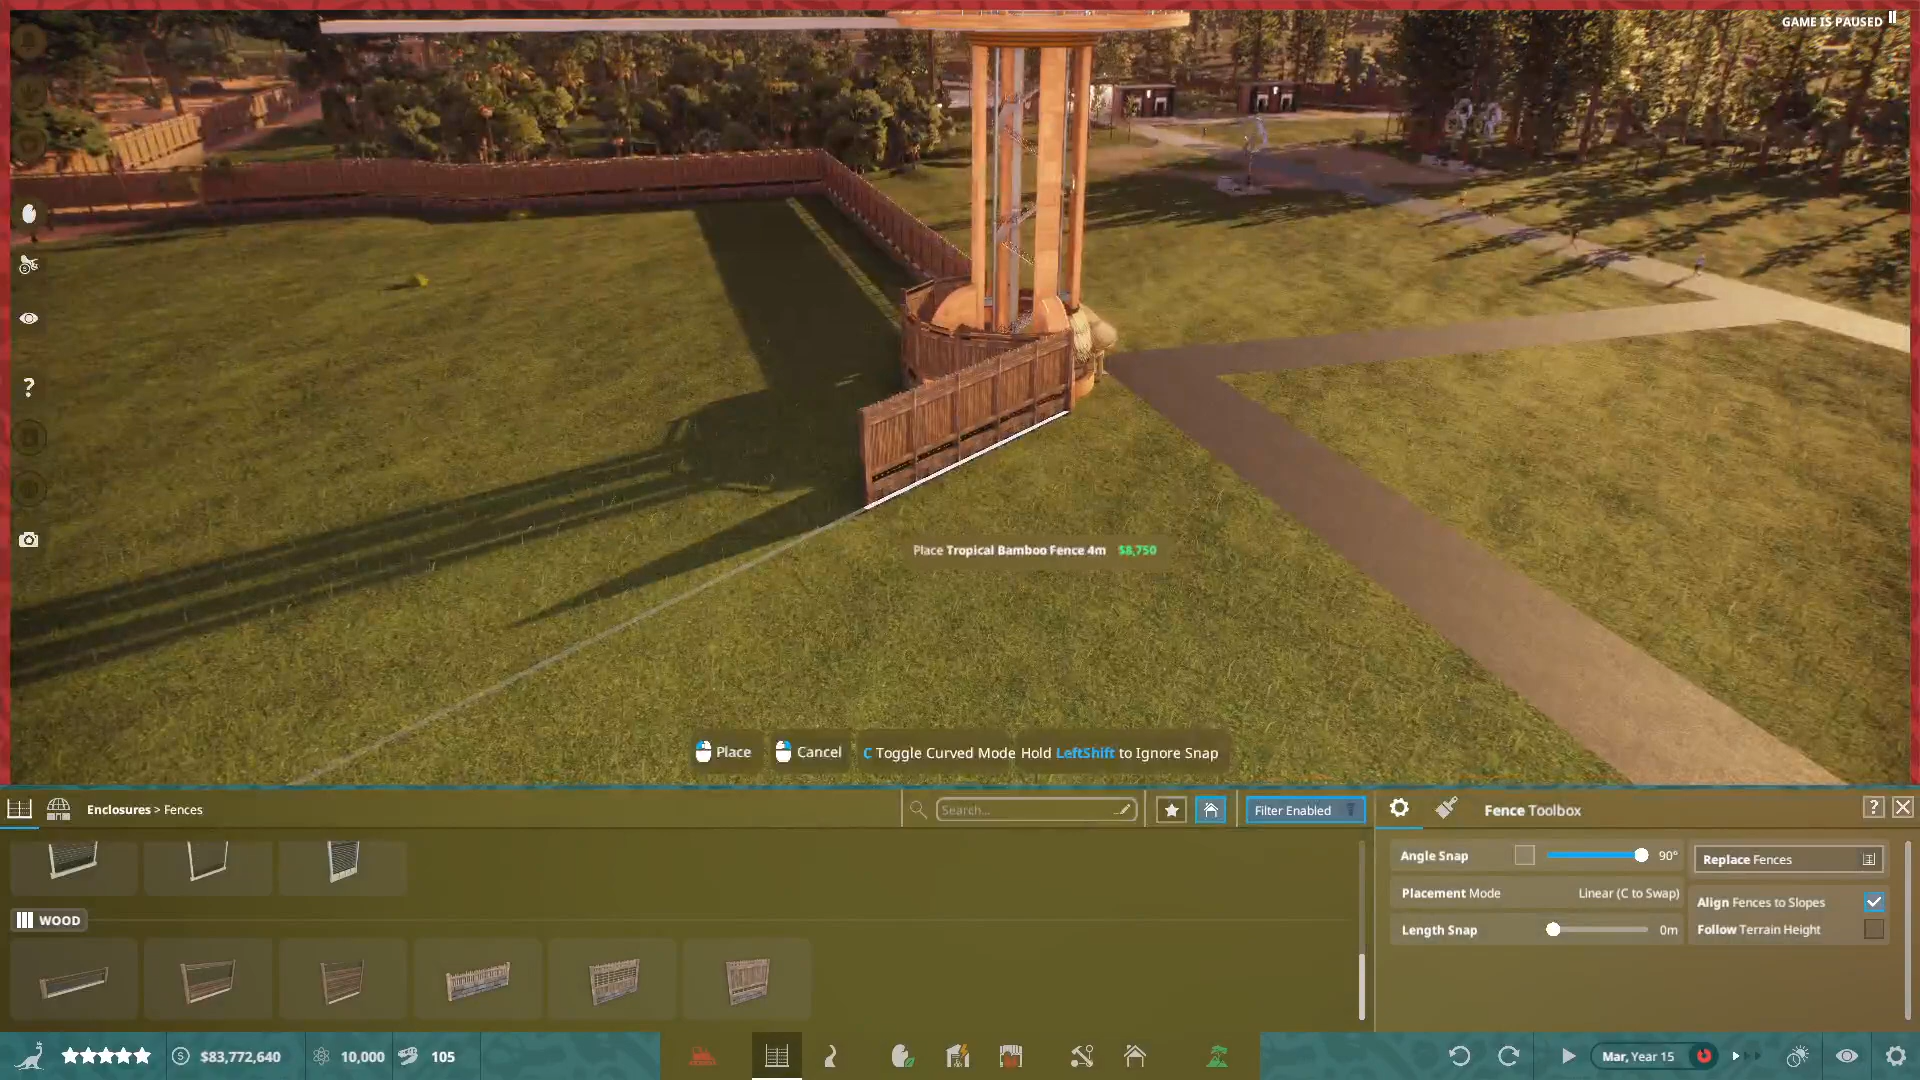 GAME IS PAUSED
?
Place Tropical Bamboo Fence 4m $8,750
Place Cancel C Toggle Curved Mode Hold LeftShift to Ignore Snap
Enclosures > Fences
Search...
Filter Enabled
Fence Toolbox
?
Angle Snap 90°
Replace Fences
Placement Mode Linear (C to Swap)
Align Fences to Slopes
Length Snap 0m
Follow Terrain Height
WOOD
$83,772,640
10,000
105
Mar, Year 15